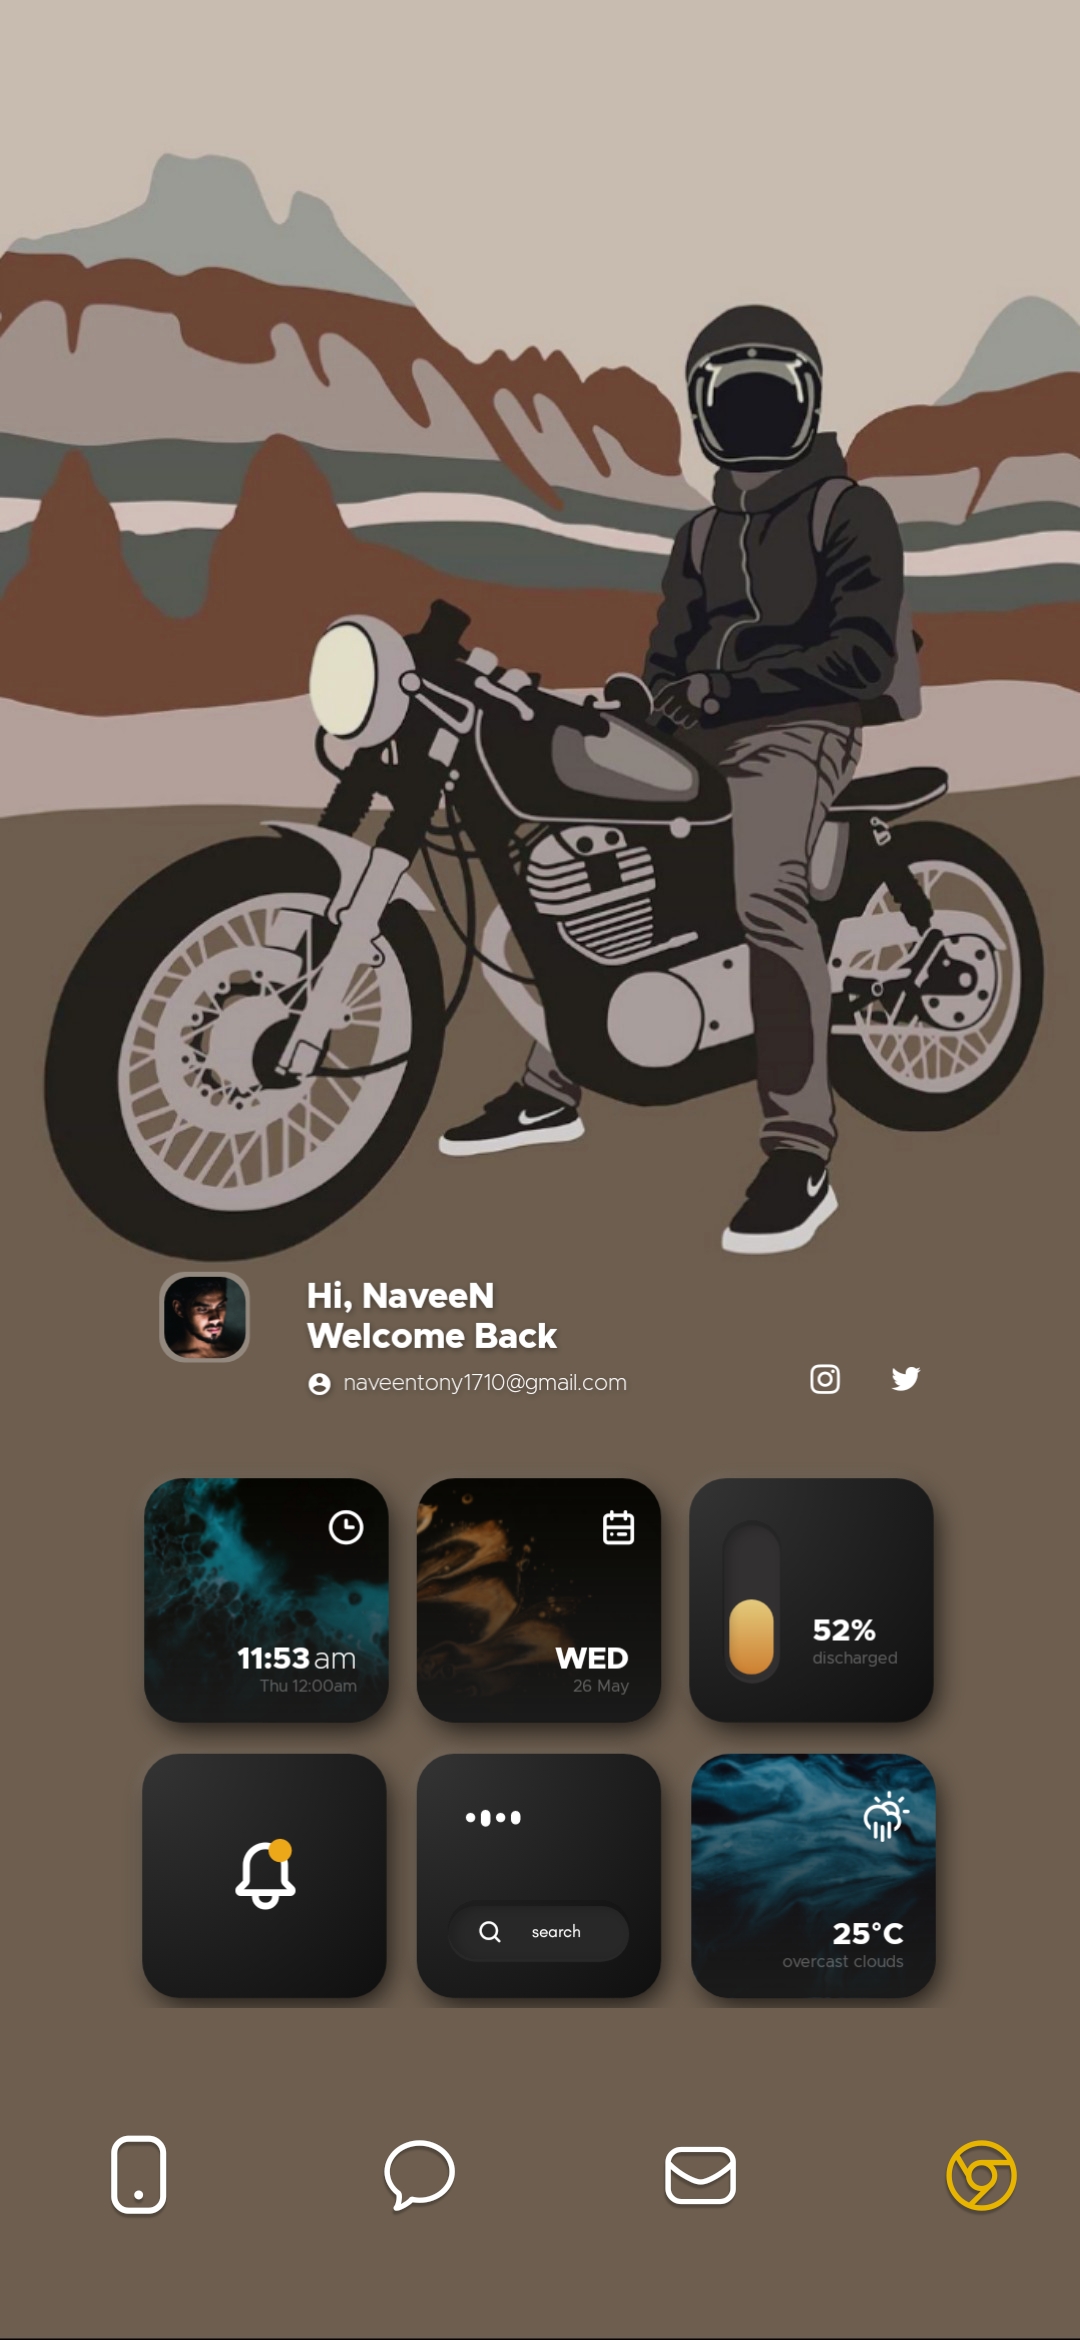 Hi, NaveeN
Welcome Back
naveentony1710@gmail.com
11:53 am
Thu 12:00am
WED
26 May
52%
discharged
search
25°C
overcast clouds